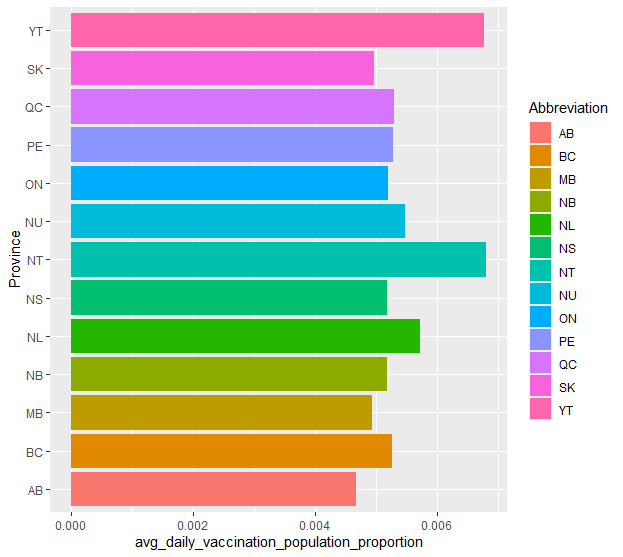 YT
SK
QC
PE
ON
NU
NT
NS
NL
NB
MB
BC
AB
Province
0.000 0.002 0.004 0.006
avg_daily_vaccination_population_proportion
Abbreviation
AB
BC
MB
NB
NL
NS
NT
NU
ON
PE
QC
SK
YT